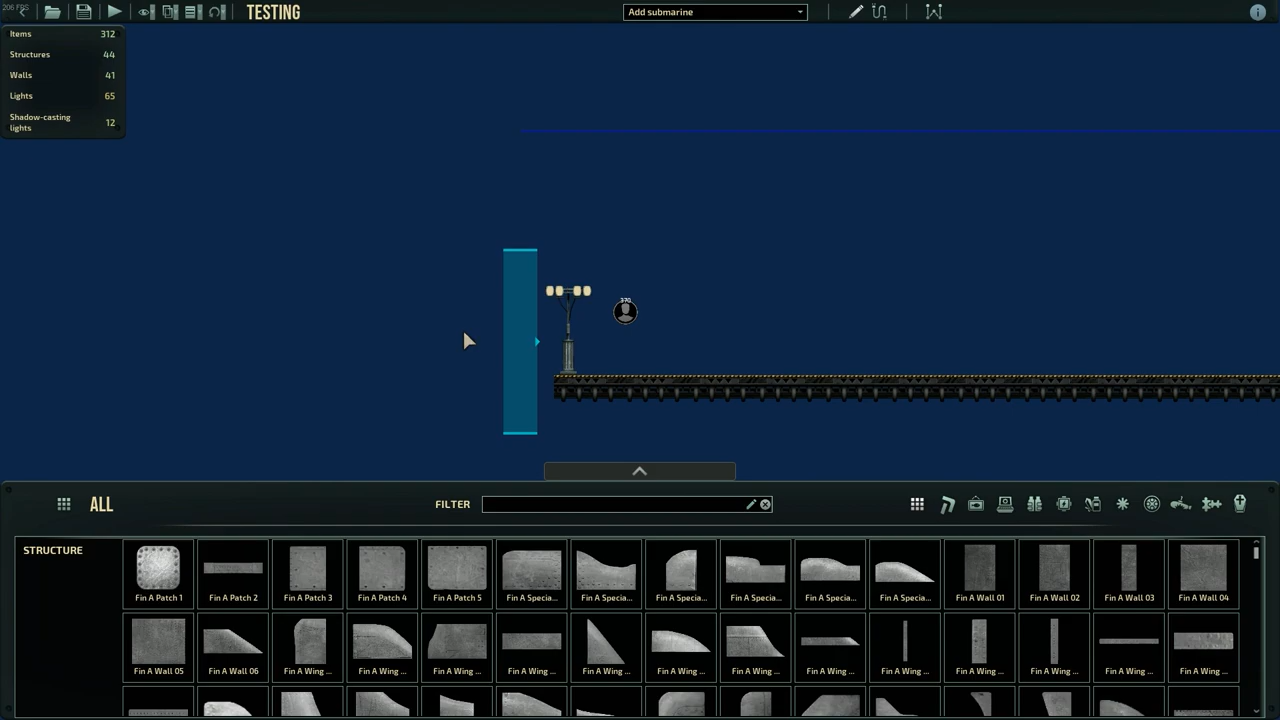 206 FPS
TESTING
Add submarine
Items 312
Structures 44
Walls 41
Lights 65
Shadow-casting
lights 12
370
ALL
FILTER
STRUCTURE
Fin A Patch 1 Fin A Patch 2 Fin A Patch 3 Fin A Patch 4 Fin A Patch 5 Fin A Specia... Fin A Specia... Fin A Specia... Fin A Specia... Fin A Specia... Fin A Specia... Fin A Wall 01 Fin A Wall 02 Fin A Wall 03 Fin A Wall 04
Fin A Wall 05 Fin A Wall 06 Fin A Wing ... Fin A Wing ... Fin A Wing ... Fin A Wing ... Fin A Wing ... Fin A Wing ... Fin A Wing ... Fin A Wing ... Fin A Wing ... Fin A Wing ... Fin A Wing ... Fin A Wing ... Fin A Wing ...